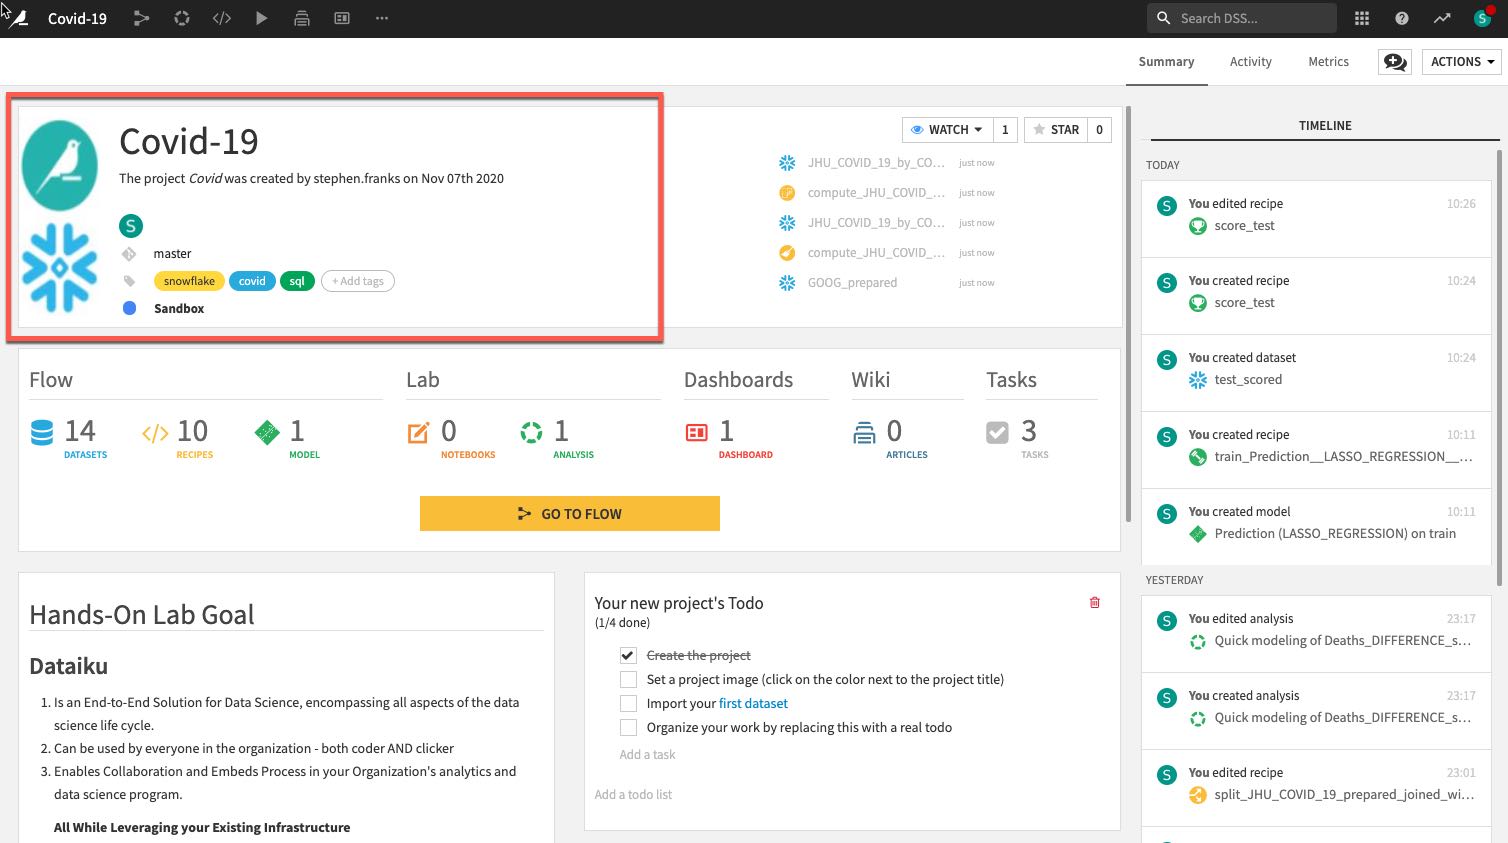 Covid-19
Search DSS...
S
Summary Activity Metrics ACTIONS
Covid-19
The project Covid was created by stephen.franks on Nov 07th 2020
S
master
snowflake covid sql + Add tags
Sandbox
WATCH 1 STAR 0
JHU_COVID_19_by_CO... just now
compute_JHU_COVID_... just now
JHU_COVID_19_by_CO... just now
compute_JHU_COVID_... just now
GOOG_prepared just now
Flow
14 DATASETS
10 RECIPES
1 MODEL
Lab
0 NOTEBOOKS
1 ANALYSIS
Dashboards
1 DASHBOARD
Wiki
0 ARTICLES
Tasks
3 TASKS
GO TO FLOW
Hands-On Lab Goal
Dataiku
1. Is an End-to-End Solution for Data Science, encompassing all aspects of the data
science life cycle.
2. Can be used by everyone in the organization - both coder AND clicker
3. Enables Collaboration and Embeds Process in your Organization's analytics and
data science program.
All While Leveraging your Existing Infrastructure
Your new project's Todo
(1/4 done)
Create the project
Set a project image (click on the color next to the project title)
Import your first dataset
Organize your work by replacing this with a real todo
Add a task
Add a todo list
TIMELINE
TODAY
S You edited recipe 10:26
score_test
S You created recipe 10:24
score_test
S You created dataset 10:24
test_scored
S You created recipe 10:11
train_Prediction__LASSO_REGRESSION__...
S You created model 10:11
Prediction (LASSO_REGRESSION) on train
YESTERDAY
S You edited analysis 23:17
Quick modeling of Deaths_DIFFERENCE_s...
S You created analysis 23:17
Quick modeling of Deaths_DIFFERENCE_s...
S You edited recipe 23:01
split_JHU_COVID_19_prepared_joined_wi...